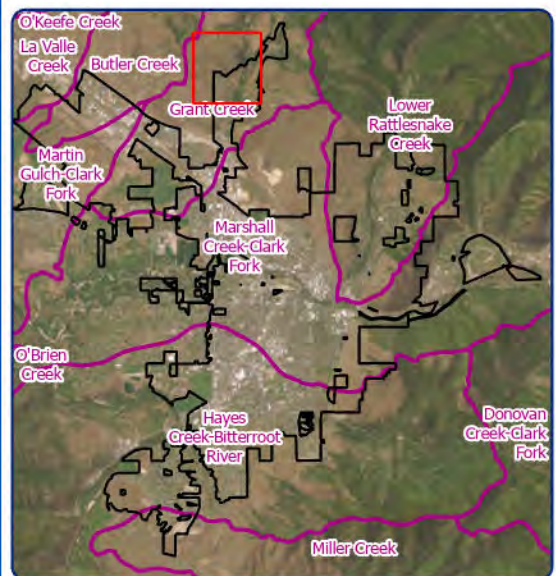 O'Keefe Creek
La Valle
Creek
Butler Creek
Grant Creek
Lower
Rattlesnake
Creek
Martin
Gulch-Clark
Fork
Marshall
Creek-Clark
Fork
O'Brien
Creek
Hayes
Creek-Bitterroot
River
Donovan
Creek-Clark
Fork
Miller Creek